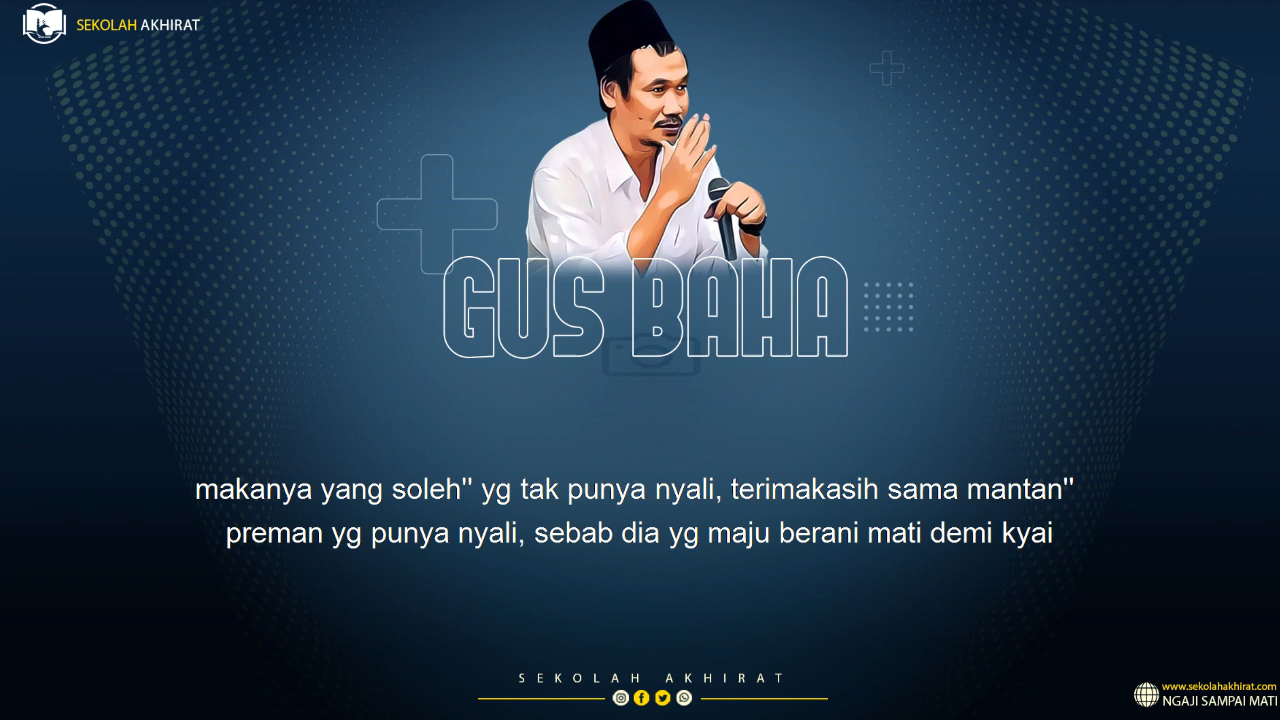 SEKOLAH AKHIRAT
GUS BAHA
makanya yang soleh" yg tak punya nyali, terimakasih sama mantan"
preman yg punya nyali, sebab dia yg maju berani mati demi kyai
SEKOLAH AKHIRAT
www.sekolahakhirat.com
NGAJI SAMPAI MATI